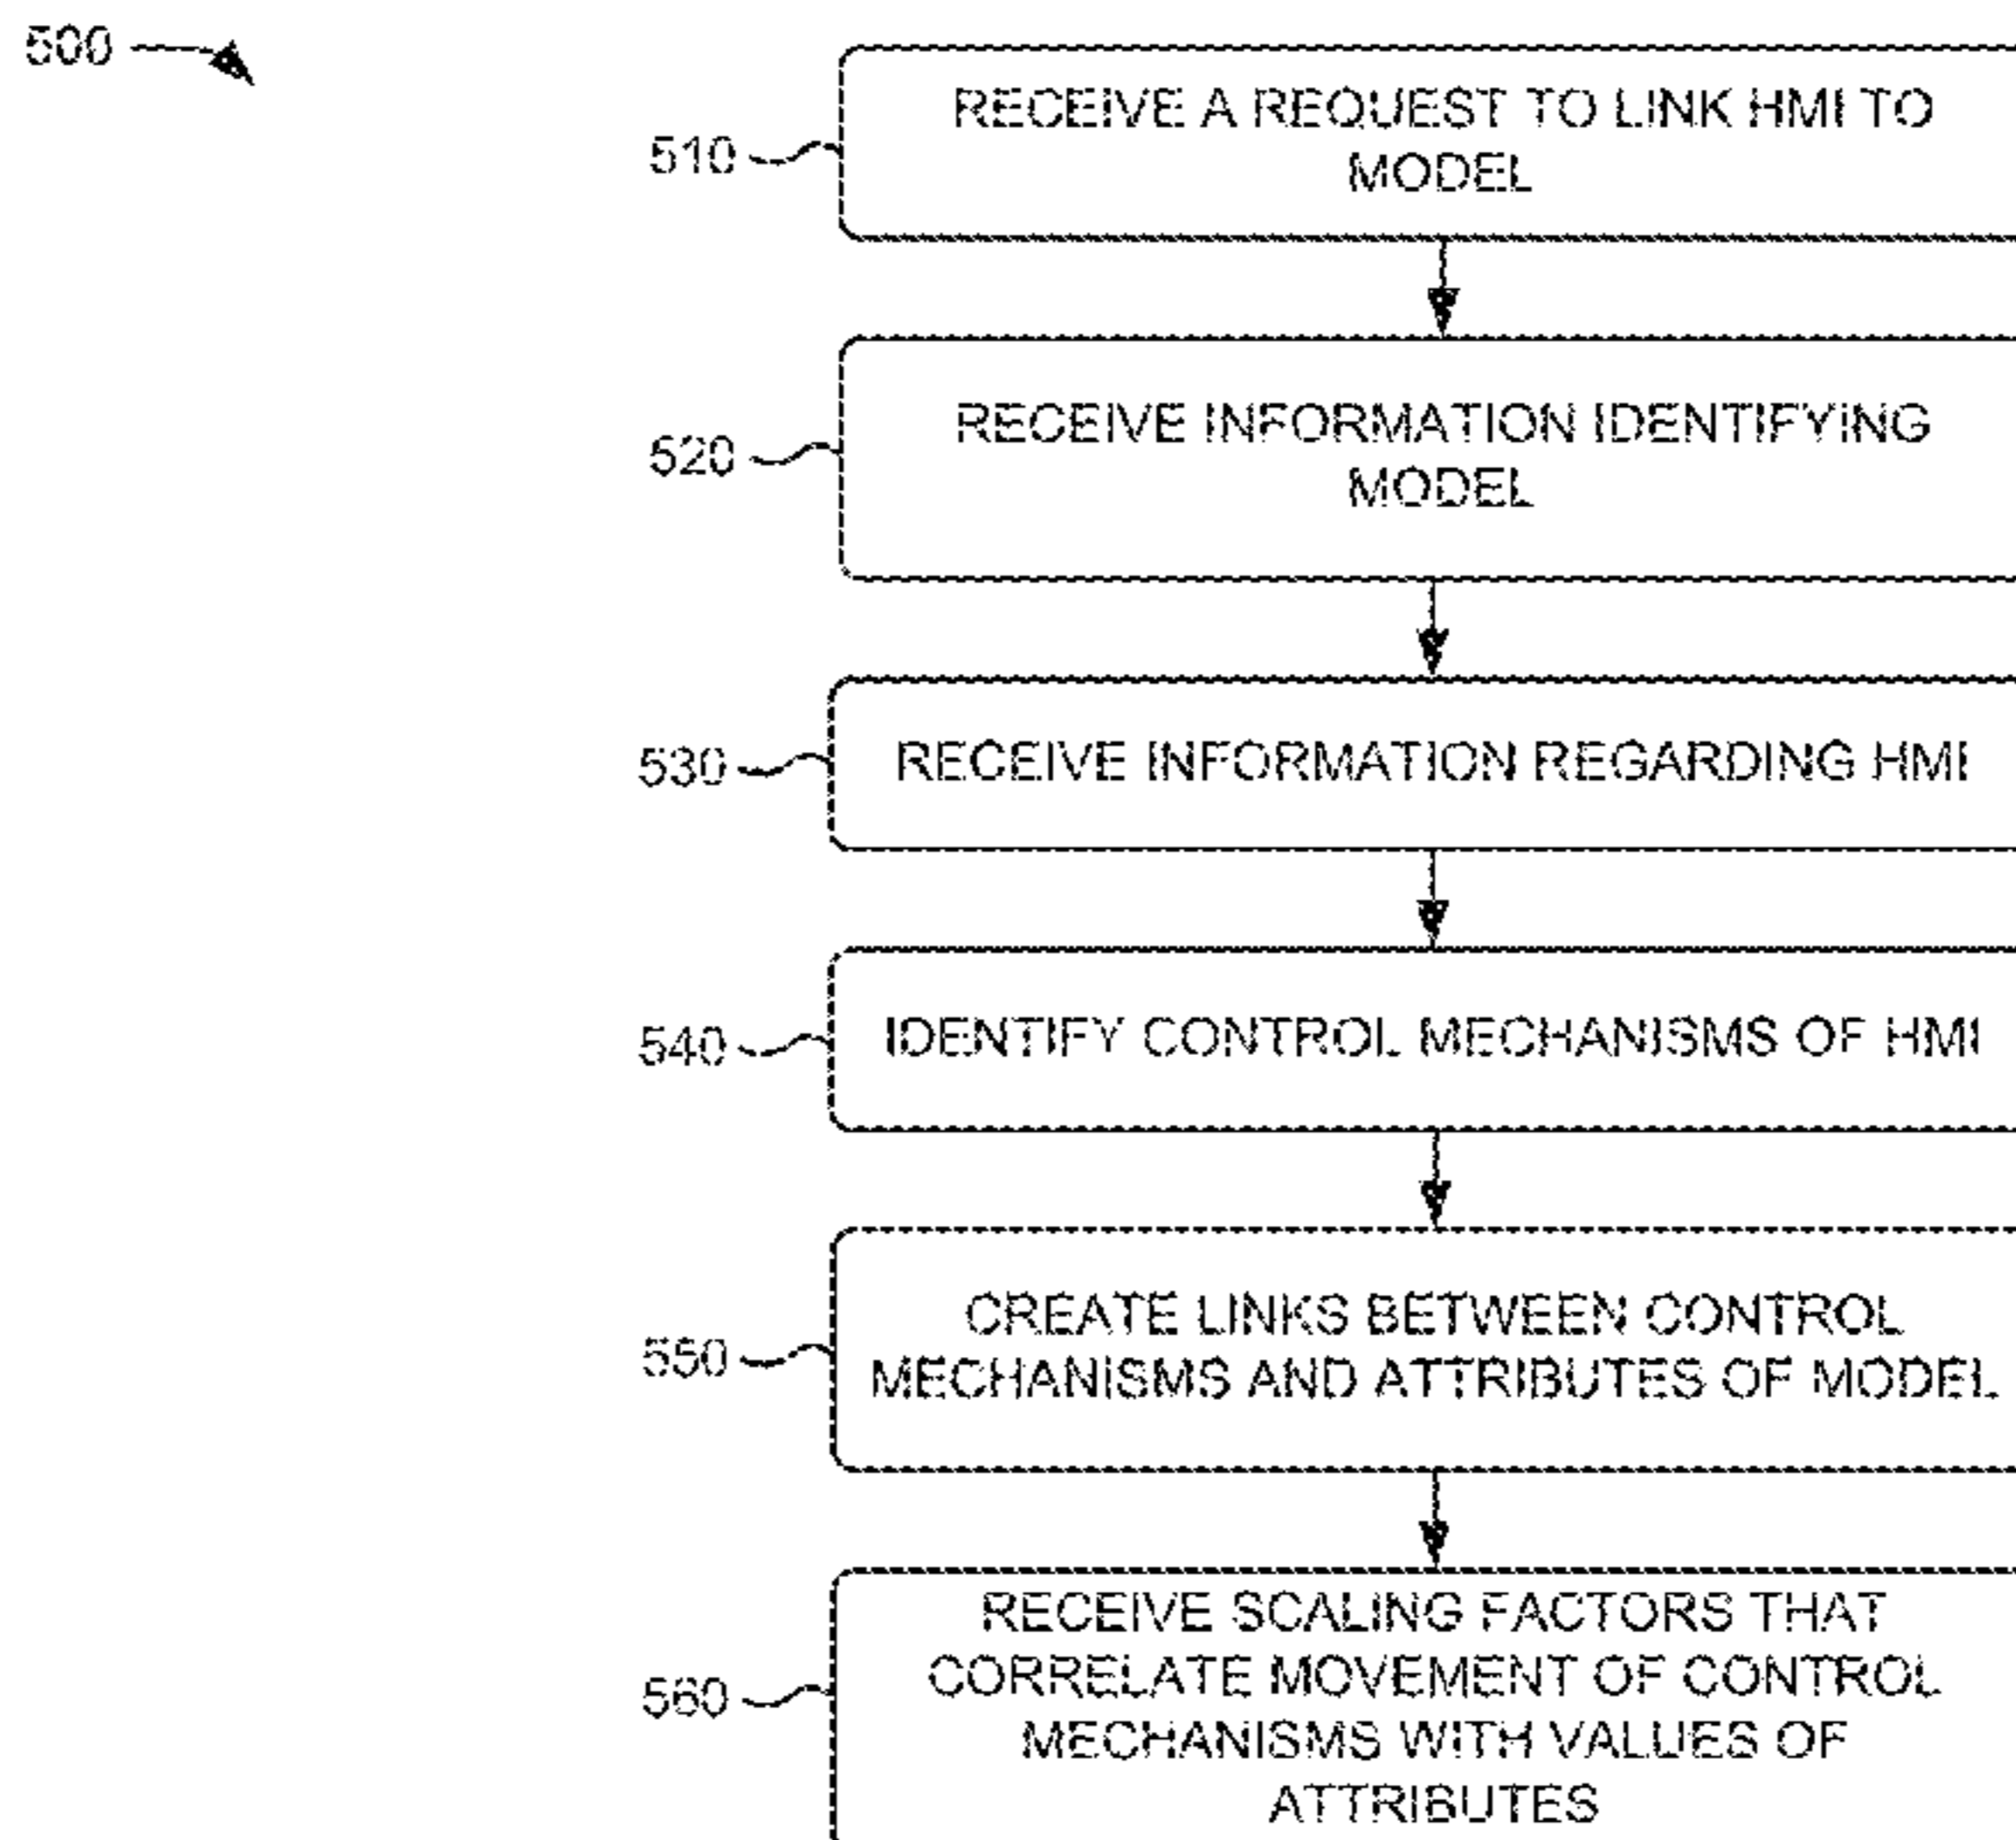 500
510
RECEIVE A REQUEST TO LINK HMI TO
MODEL
520
RECEIVE INFORMATION IDENTIFYING
MODEL
530
RECEIVE INFORMATION REGARDING HMI
540
IDENTIFY CONTROL MECHANISMS OF HMI
550
CREATE LINKS BETWEEN CONTROL
MECHANISMS AND ATTRIBUTES OF MODEL
560
RECEIVE SCALING FACTORS THAT
CORRELATE MOVEMENT OF CONTROL
MECHANISMS WITH VALUES OF
ATTRIBUTES